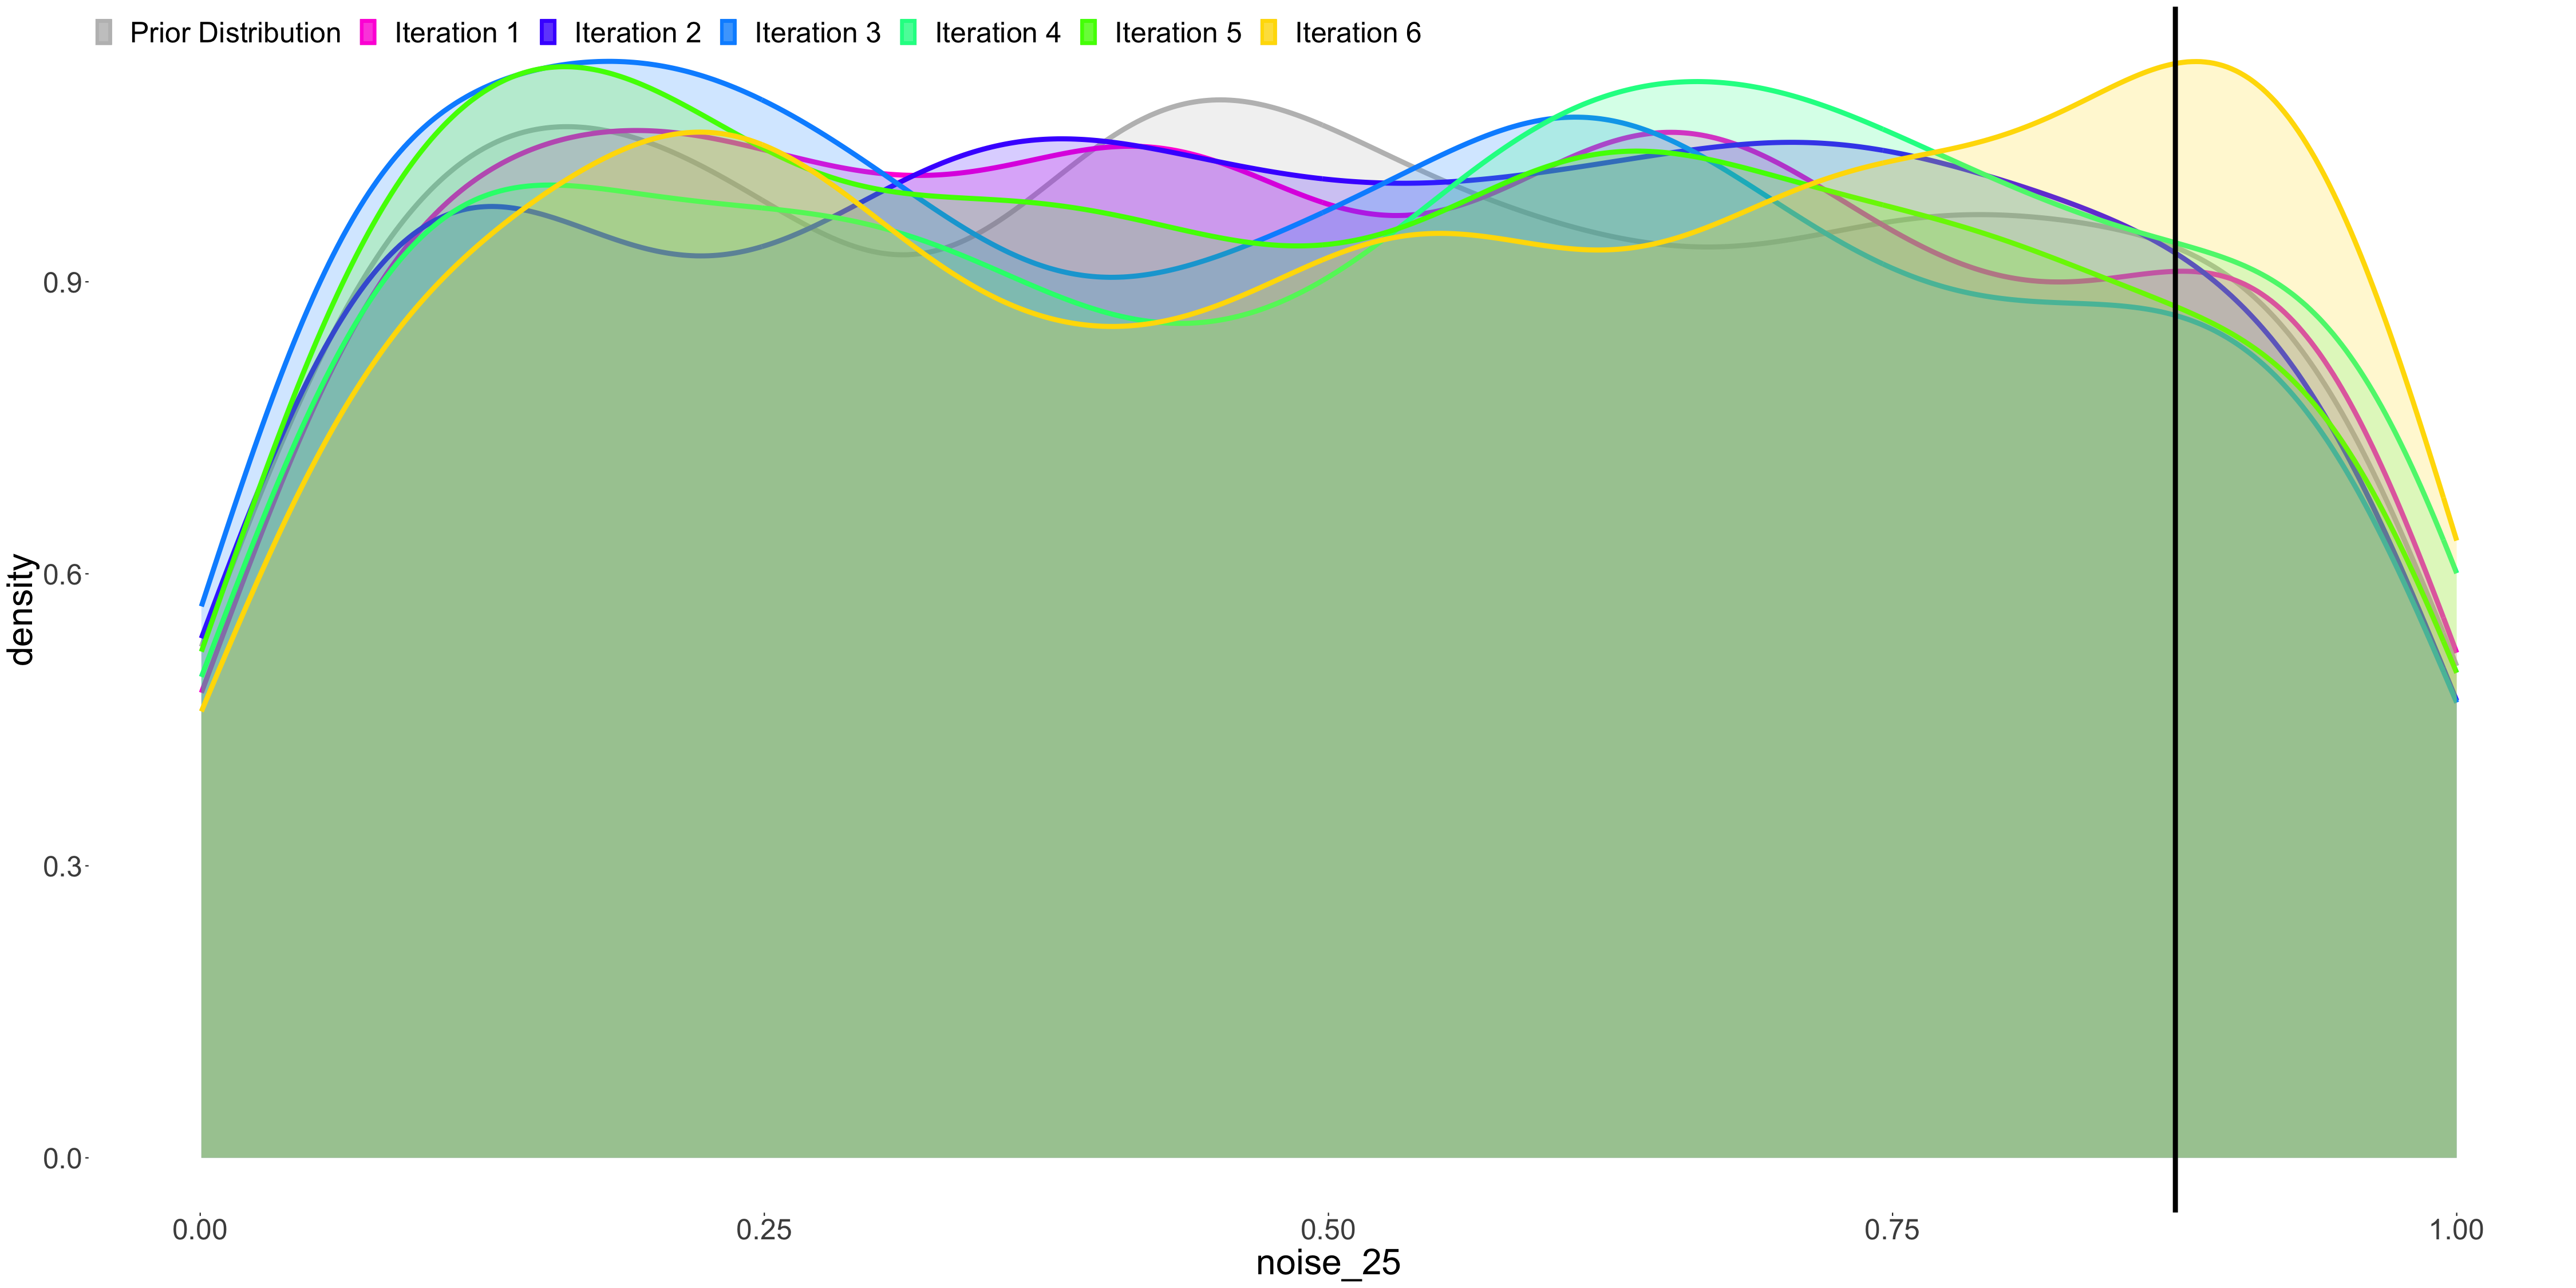 Prior Distribution Iteration 1 Iteration 2 Iteration 3 Iteration 4 Iteration 5 Iteration 6
density
0.9
0.6
0.3
0.0
0.00 0.25 0.50 0.75 1.00
noise_25